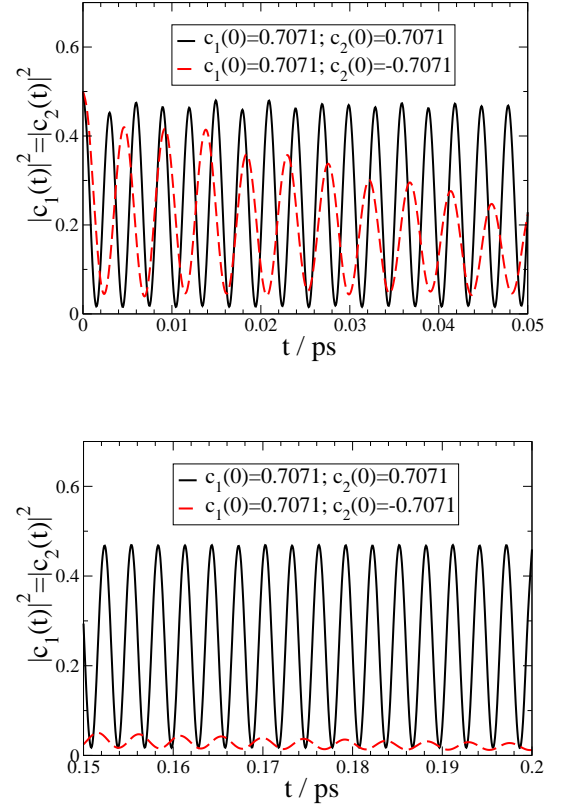 |c₁(t)|²=|c₂(t)|²
0.6
0.4
0.2
0
c₁(0)=0.7071; c₂(0)=0.7071
c₁(0)=0.7071; c₂(0)=-0.7071
0 0.01 0.02 0.03 0.04 0.05
t / ps
|c₁(t)|²=|c₂(t)|²
0.6
0.4
0.2
0
c₁(0)=0.7071; c₂(0)=0.7071
c₁(0)=0.7071; c₂(0)=-0.7071
0.15 0.16 0.17 0.18 0.19 0.2
t / ps